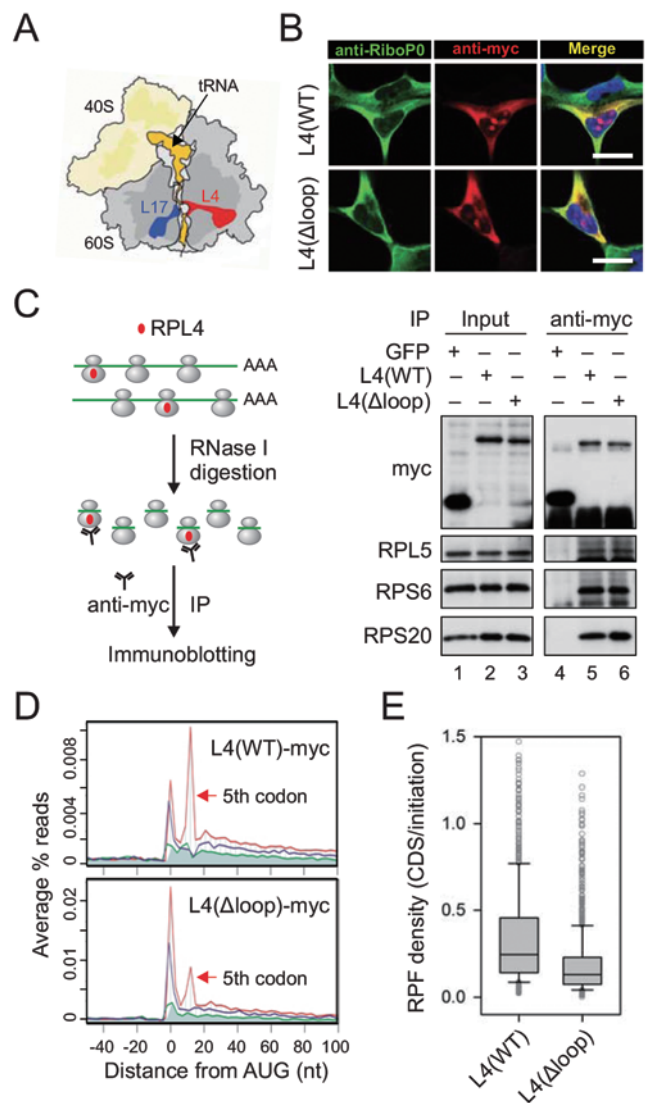 A
40S
tRNA
L17
L4
60S
B
anti-RiboP0
anti-myc
Merge
L4(WT)
L4(Δloop)
C
RPL4
AAA
AAA
RNase I
digestion
anti-myc
IP
Immunoblotting
IP
Input
anti-myc
GFP
+ – – + – –
L4(WT)
– + – – + –
L4(Δloop)
– – + – – +
myc
RPL5
RPS6
RPS20
1 2 3 4 5 6
D
Average % reads
0.008
0.004
0
L4(WT)-myc
5th codon
0.02
0.01
0
L4(Δloop)-myc
5th codon
-40 -20 0 20 40 60 80 100
Distance from AUG (nt)
E
RPF density (CDS/initiation)
1.5
1.0
0.5
0.0
L4(WT)
L4(Δloop)